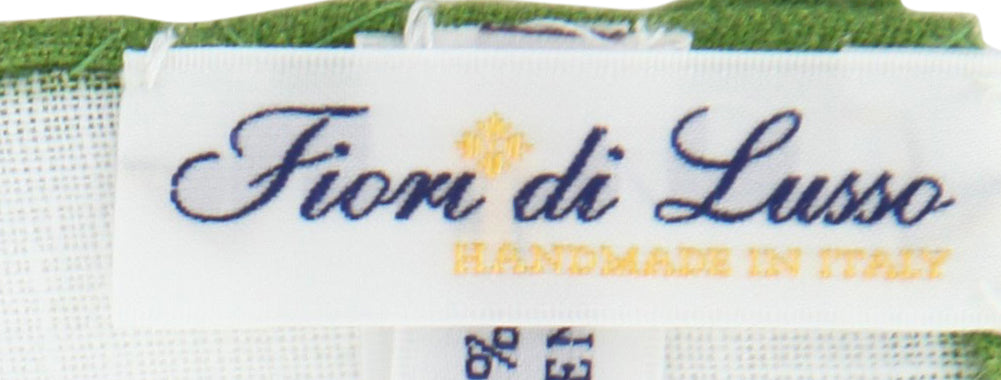 Fiori di Lusso
HANDMADE IN ITALY
%